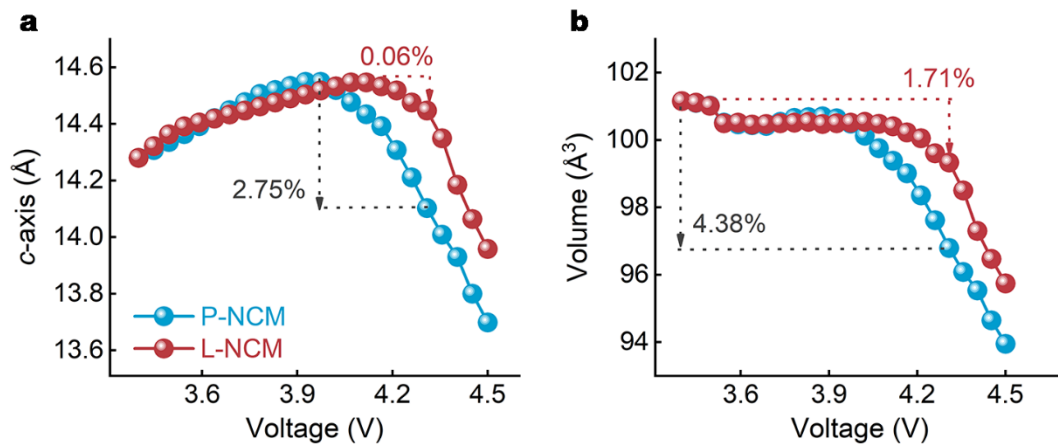 a
14.6
14.4
14.2
14.0
13.8
13.6
c-axis (Å)
0.06%
2.75%
P-NCM
L-NCM
3.6
3.9
4.2
4.5
Voltage (V)
b
102
100
98
96
94
Volume (Å³)
1.71%
4.38%
3.6
3.9
4.2
4.5
Voltage (V)